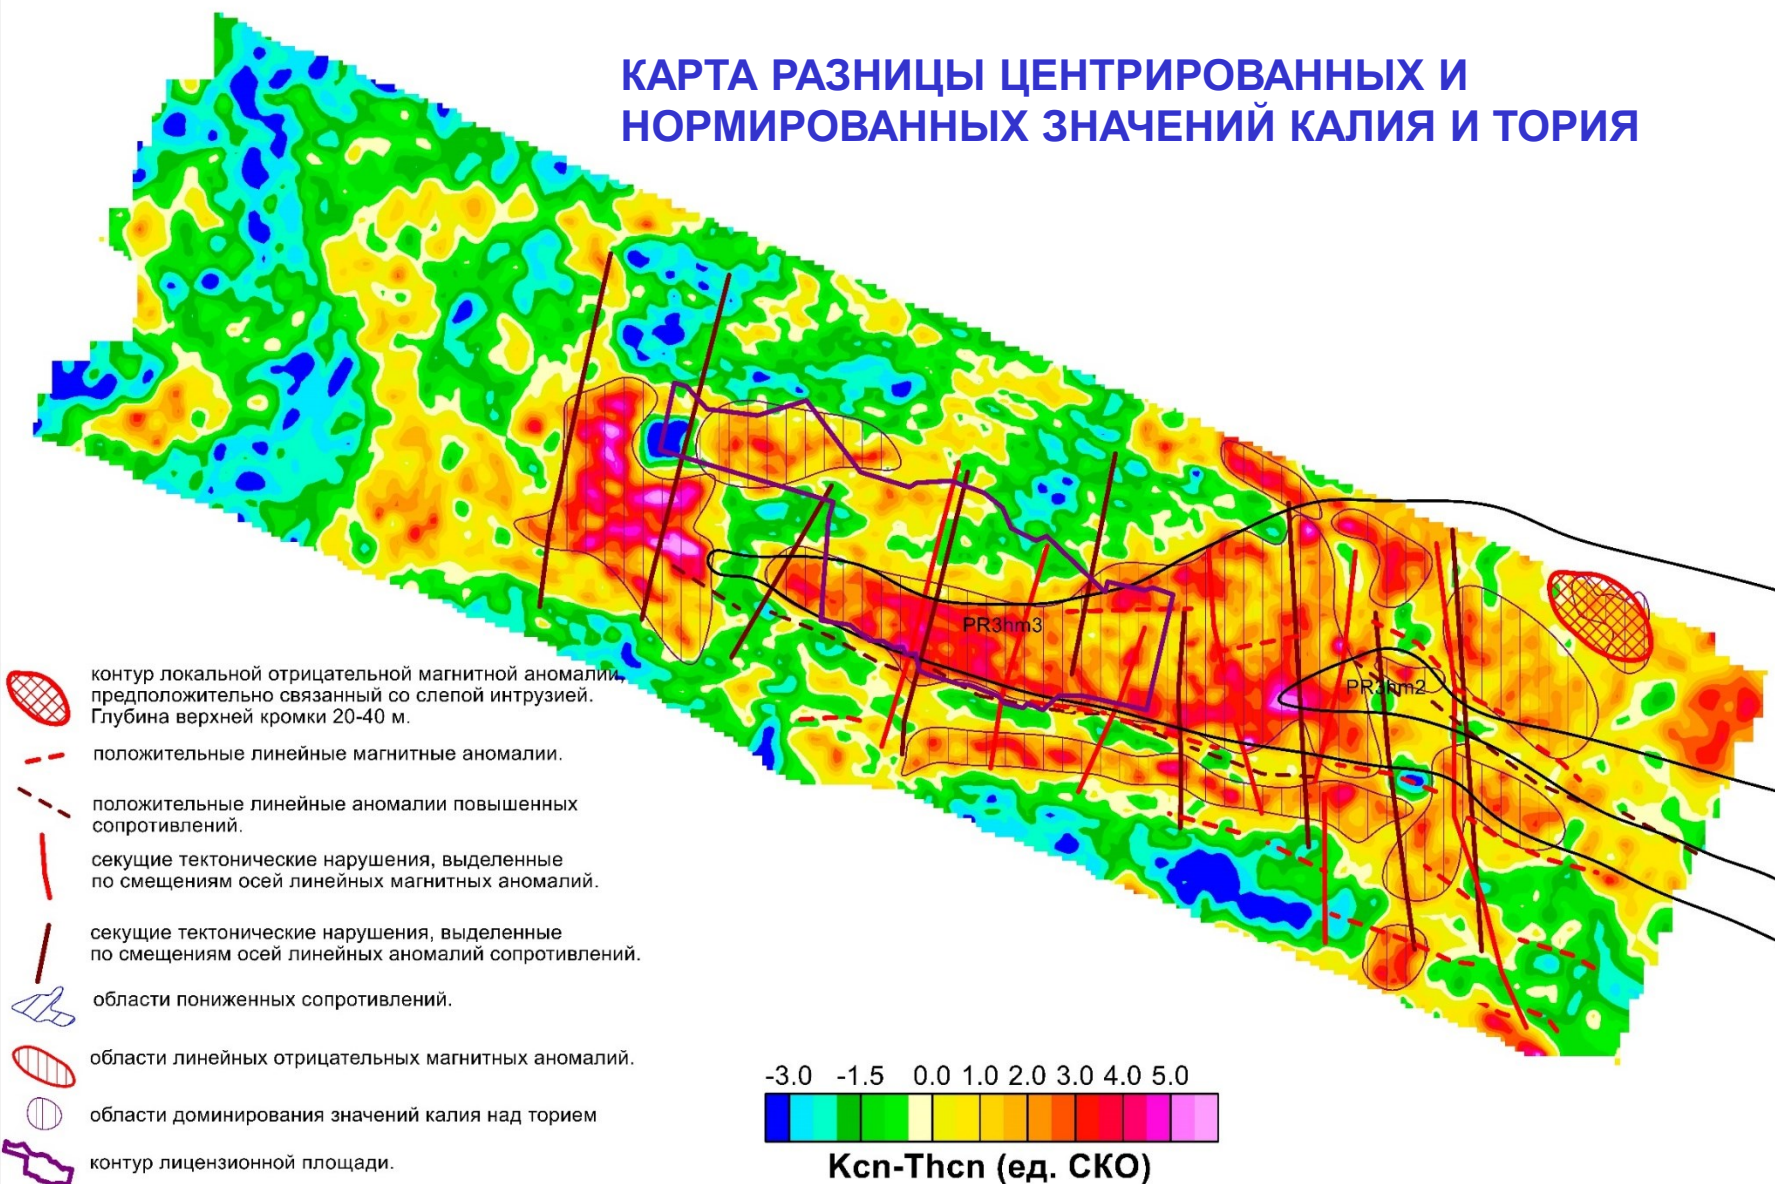 КАРТА РАЗНИЦЫ ЦЕНТРИРОВАННЫХ И
НОРМИРОВАННЫХ ЗНАЧЕНИЙ КАЛИЯ И ТОРИЯ
PR3hm3
PR3hm2
контур локальной отрицательной магнитной аномалии,
предположительно связанный со слепой интрузией.
Глубина верхней кромки 20-40 м.
положительные линейные магнитные аномалии.
положительные линейные аномалии повышенных
сопротивлений.
секущие тектонические нарушения, выделенные
по смещениям осей линейных магнитных аномалий.
секущие тектонические нарушения, выделенные
по смещениям осей линейных аномалий сопротивлений.
области пониженных сопротивлений.
области линейных отрицательных магнитных аномалий.
области доминирования значений калия над торием
контур лицензионной площади.
-3.0 -1.5 0.0 1.0 2.0 3.0 4.0 5.0
Kcn-Thcn (ед. СКО)